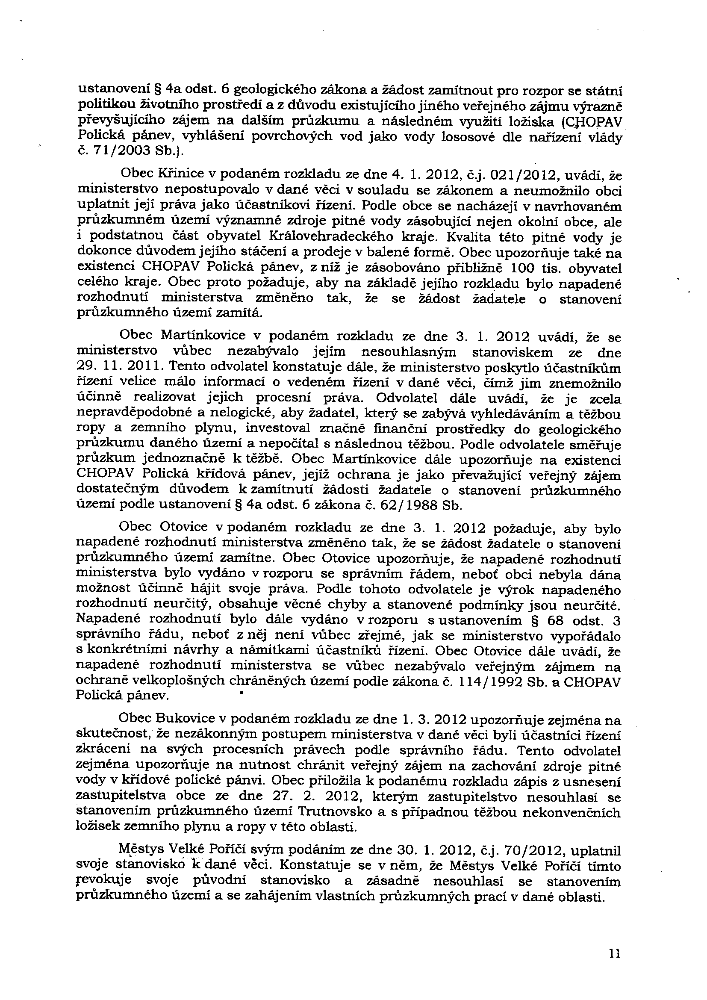 ustanovení § 4a odst. 6 geologického zákona a žádost zamítnout pro rozpor se státní
politikou životního prostředí a z důvodu existujícího jiného veřejného zájmu výrazně
převyšujícího zájem na dalším průzkumu a následném využití ložiska (CHOPAV
Polická pánev, vyhlášení povrchových vod jako vody lososové dle nařízení vlády
č. 71/2003 Sb.).
Obec Křinice v podaném rozkladu ze dne 4. 1. 2012, č.j. 021/2012, uvádí, že
ministerstvo nepostupovalo v dané věci v souladu se zákonem a neumožnilo obci
uplatnit její práva jako účastníkovi řízení. Podle obce se nacházejí v navrhovaném
průzkumném území významné zdroje pitné vody zásobující nejen okolní obce, ale
i podstatnou část obyvatel Královehradeckého kraje. Kvalita této pitné vody je
dokonce důvodem jejího stáčení a prodeje v balené formě. Obec upozorňuje také na
existenci CHOPAV Polická pánev, z níž je zásobováno přibližně 100 tis. obyvatel
celého kraje. Obec proto požaduje, aby na základě jejího rozkladu bylo napadené
rozhodnutí ministerstva změněno tak, že se žádost žadatele o stanovení
průzkumného území zamítá.
Obec Martínkovice v podaném rozkladu ze dne 3. 1. 2012 uvádí, že se
ministerstvo vůbec nezabývalo jejím nesouhlasným stanoviskem ze dne
29. 11. 2011. Tento odvolatel konstatuje dále, že ministerstvo poskytlo účastníkům
řízení velice málo informací o vedeném řízení v dané věci, čímž jim znemožnilo
účinně realizovat jejich procesní práva. Odvolatel dále uvádí, že je zcela
nepravděpodobné a nelogické, aby žadatel, který se zabývá vyhledáváním a těžbou
ropy a zemního plynu, investoval značné finanční prostředky do geologického
průzkumu daného území a nepočítal s následnou těžbou. Podle odvolatele směřuje
průzkum jednoznačně k těžbě. Obec Martínkovice dále upozorňuje na existenci
CHOPAV Polická křídová pánev, jejíž ochrana je jako převažující veřejný zájem
dostatečným důvodem k zamítnutí žádosti žadatele o stanovení průzkumného
území podle ustanovení § 4a odst. 6 zákona č. 62/1988 Sb.
Obec Otovice v podaném rozkladu ze dne 3. 1. 2012 požaduje, aby bylo
napadené rozhodnutí ministerstva změněno tak, že se žádost žadatele o stanovení
průzkumného území zamítne. Obec Otovice upozorňuje, že napadené rozhodnutí
ministerstva bylo vydáno v rozporu se správním řádem, neboť obci nebyla dána
možnost účinně hájit svoje práva. Podle tohoto odvolatele je výrok napadeného
rozhodnutí neurčitý, obsahuje věcné chyby a stanovené podmínky jsou neurčité.
Napadené rozhodnutí bylo dále vydáno v rozporu s ustanovením § 68 odst. 3
správního řádu, neboť z něj není vůbec zřejmé, jak se ministerstvo vypořádalo
s konkrétními návrhy a námitkami účastníků řízení. Obec Otovice dále uvádí, že
napadené rozhodnutí ministerstva se vůbec nezabývalo veřejným zájmem na
ochraně velkoplošných chráněných území podle zákona č. 114/1992 Sb. a CHOPAV
Polická pánev.
Obec Bukovice v podaném rozkladu ze dne 1. 3. 2012 upozorňuje zejména na
skutečnost, že nezákonným postupem ministerstva v dané věci byli účastníci řízení
zkráceni na svých procesních právech podle správního řádu. Tento odvolatel
zejména upozorňuje na nutnost chránit veřejný zájem na zachování zdroje pitné
vody v křídové polické pánvi. Obec přiložila k podanému rozkladu zápis z usnesení
zastupitelstva obce ze dne 27. 2. 2012, kterým zastupitelstvo nesouhlasí se
stanovením průzkumného území Trutnovsko a s případnou těžbou nekonvenčních
ložisek zemního plynu a ropy v této oblasti.
Městys Velké Poříčí svým podáním ze dne 30. 1. 2012, č.j. 70/2012, uplatnil
svoje stanovisko k dané věci. Konstatuje se v něm, že Městys Velké Poříčí tímto
revokuje svoje původní stanovisko a zásadně nesouhlasí se stanovením
průzkumného území a se zahájením vlastních průzkumných prací v dané oblasti.
11